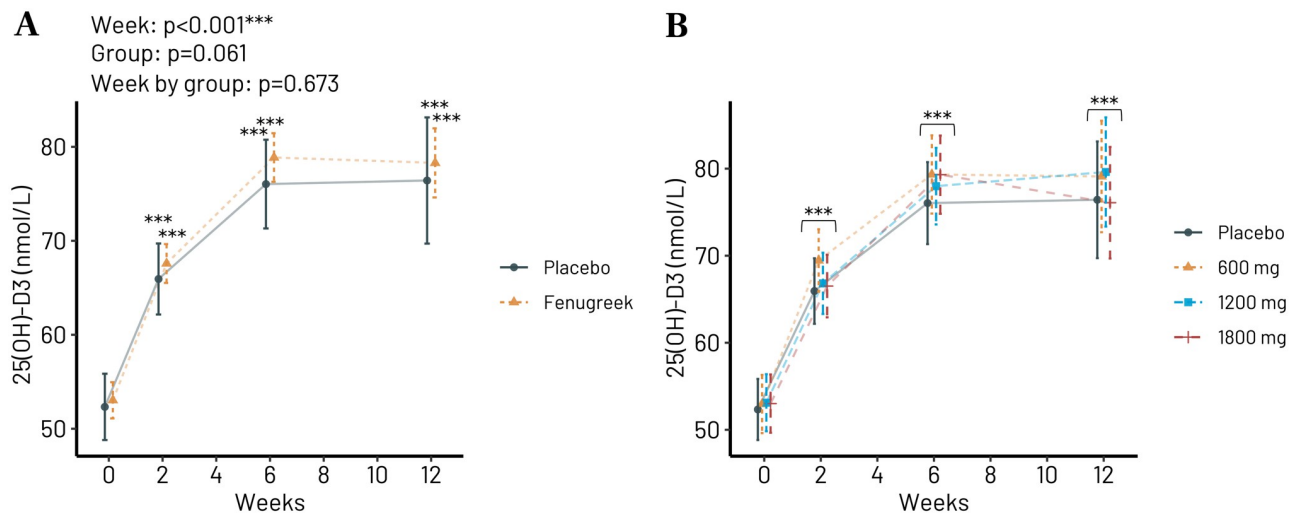 A
Week: p<0.001***
Group: p=0.061
Week by group: p=0.673
25(OH)-D3 (nmol/L)
80
70
60
50
***
***
***
***
***
***
0 2 4 6 8 10 12
Weeks
Placebo
Fenugreek
B
25(OH)-D3 (nmol/L)
80
70
60
50
***
***
***
0 2 4 6 8 10 12
Weeks
Placebo
600 mg
1200 mg
1800 mg